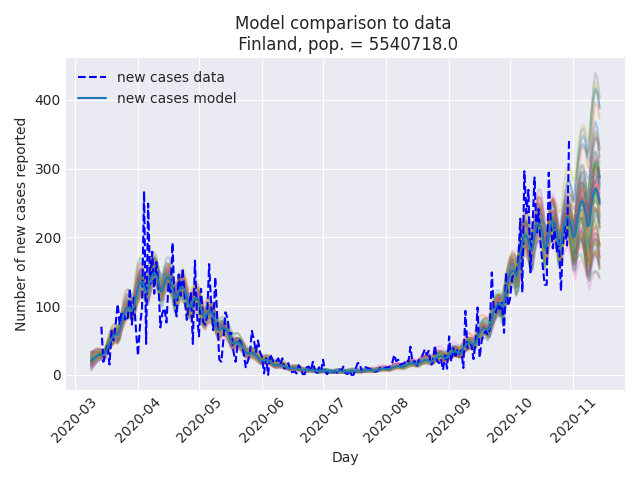 Model comparison to data
Finland, pop. = 5540718.0
new cases data
new cases model
Number of new cases reported
400
300
200
100
0
2020-03
2020-04
2020-05
2020-06
2020-07
2020-08
2020-09
2020-10
2020-11
Day